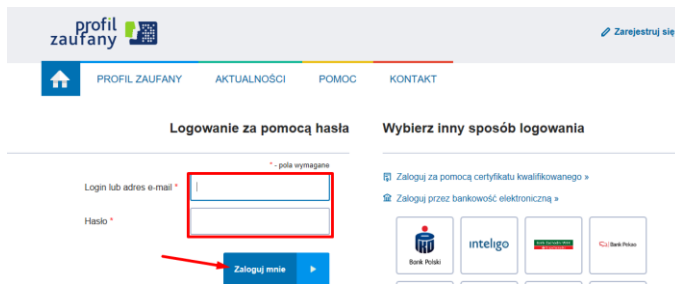 profil
zaufany
Zarejestruj się
PROFIL ZAUFANY
AKTUALNOŚCI
POMOC
KONTAKT
Logowanie za pomocą hasła
* - pola wymagane
Login lub adres e-mail *
Hasło *
Zaloguj mnie
Wybierz inny sposób logowania
Zaloguj za pomocą certyfikatu kwalifikowanego »
Zaloguj przez bankowość elektroniczną »
Bank Polski
inteligo
Bank Pekao